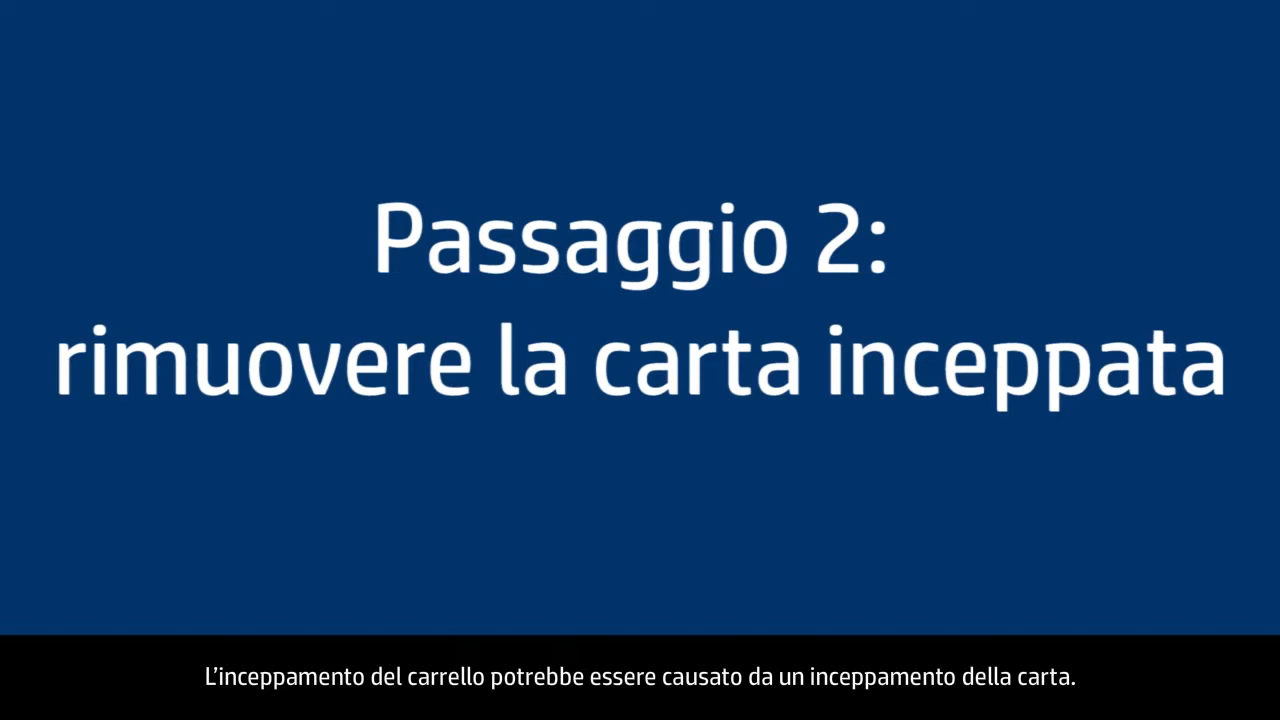 Passaggio 2:
rimuovere la carta inceppata
L'inceppamento del carrello potrebbe essere causato da un inceppamento della carta.